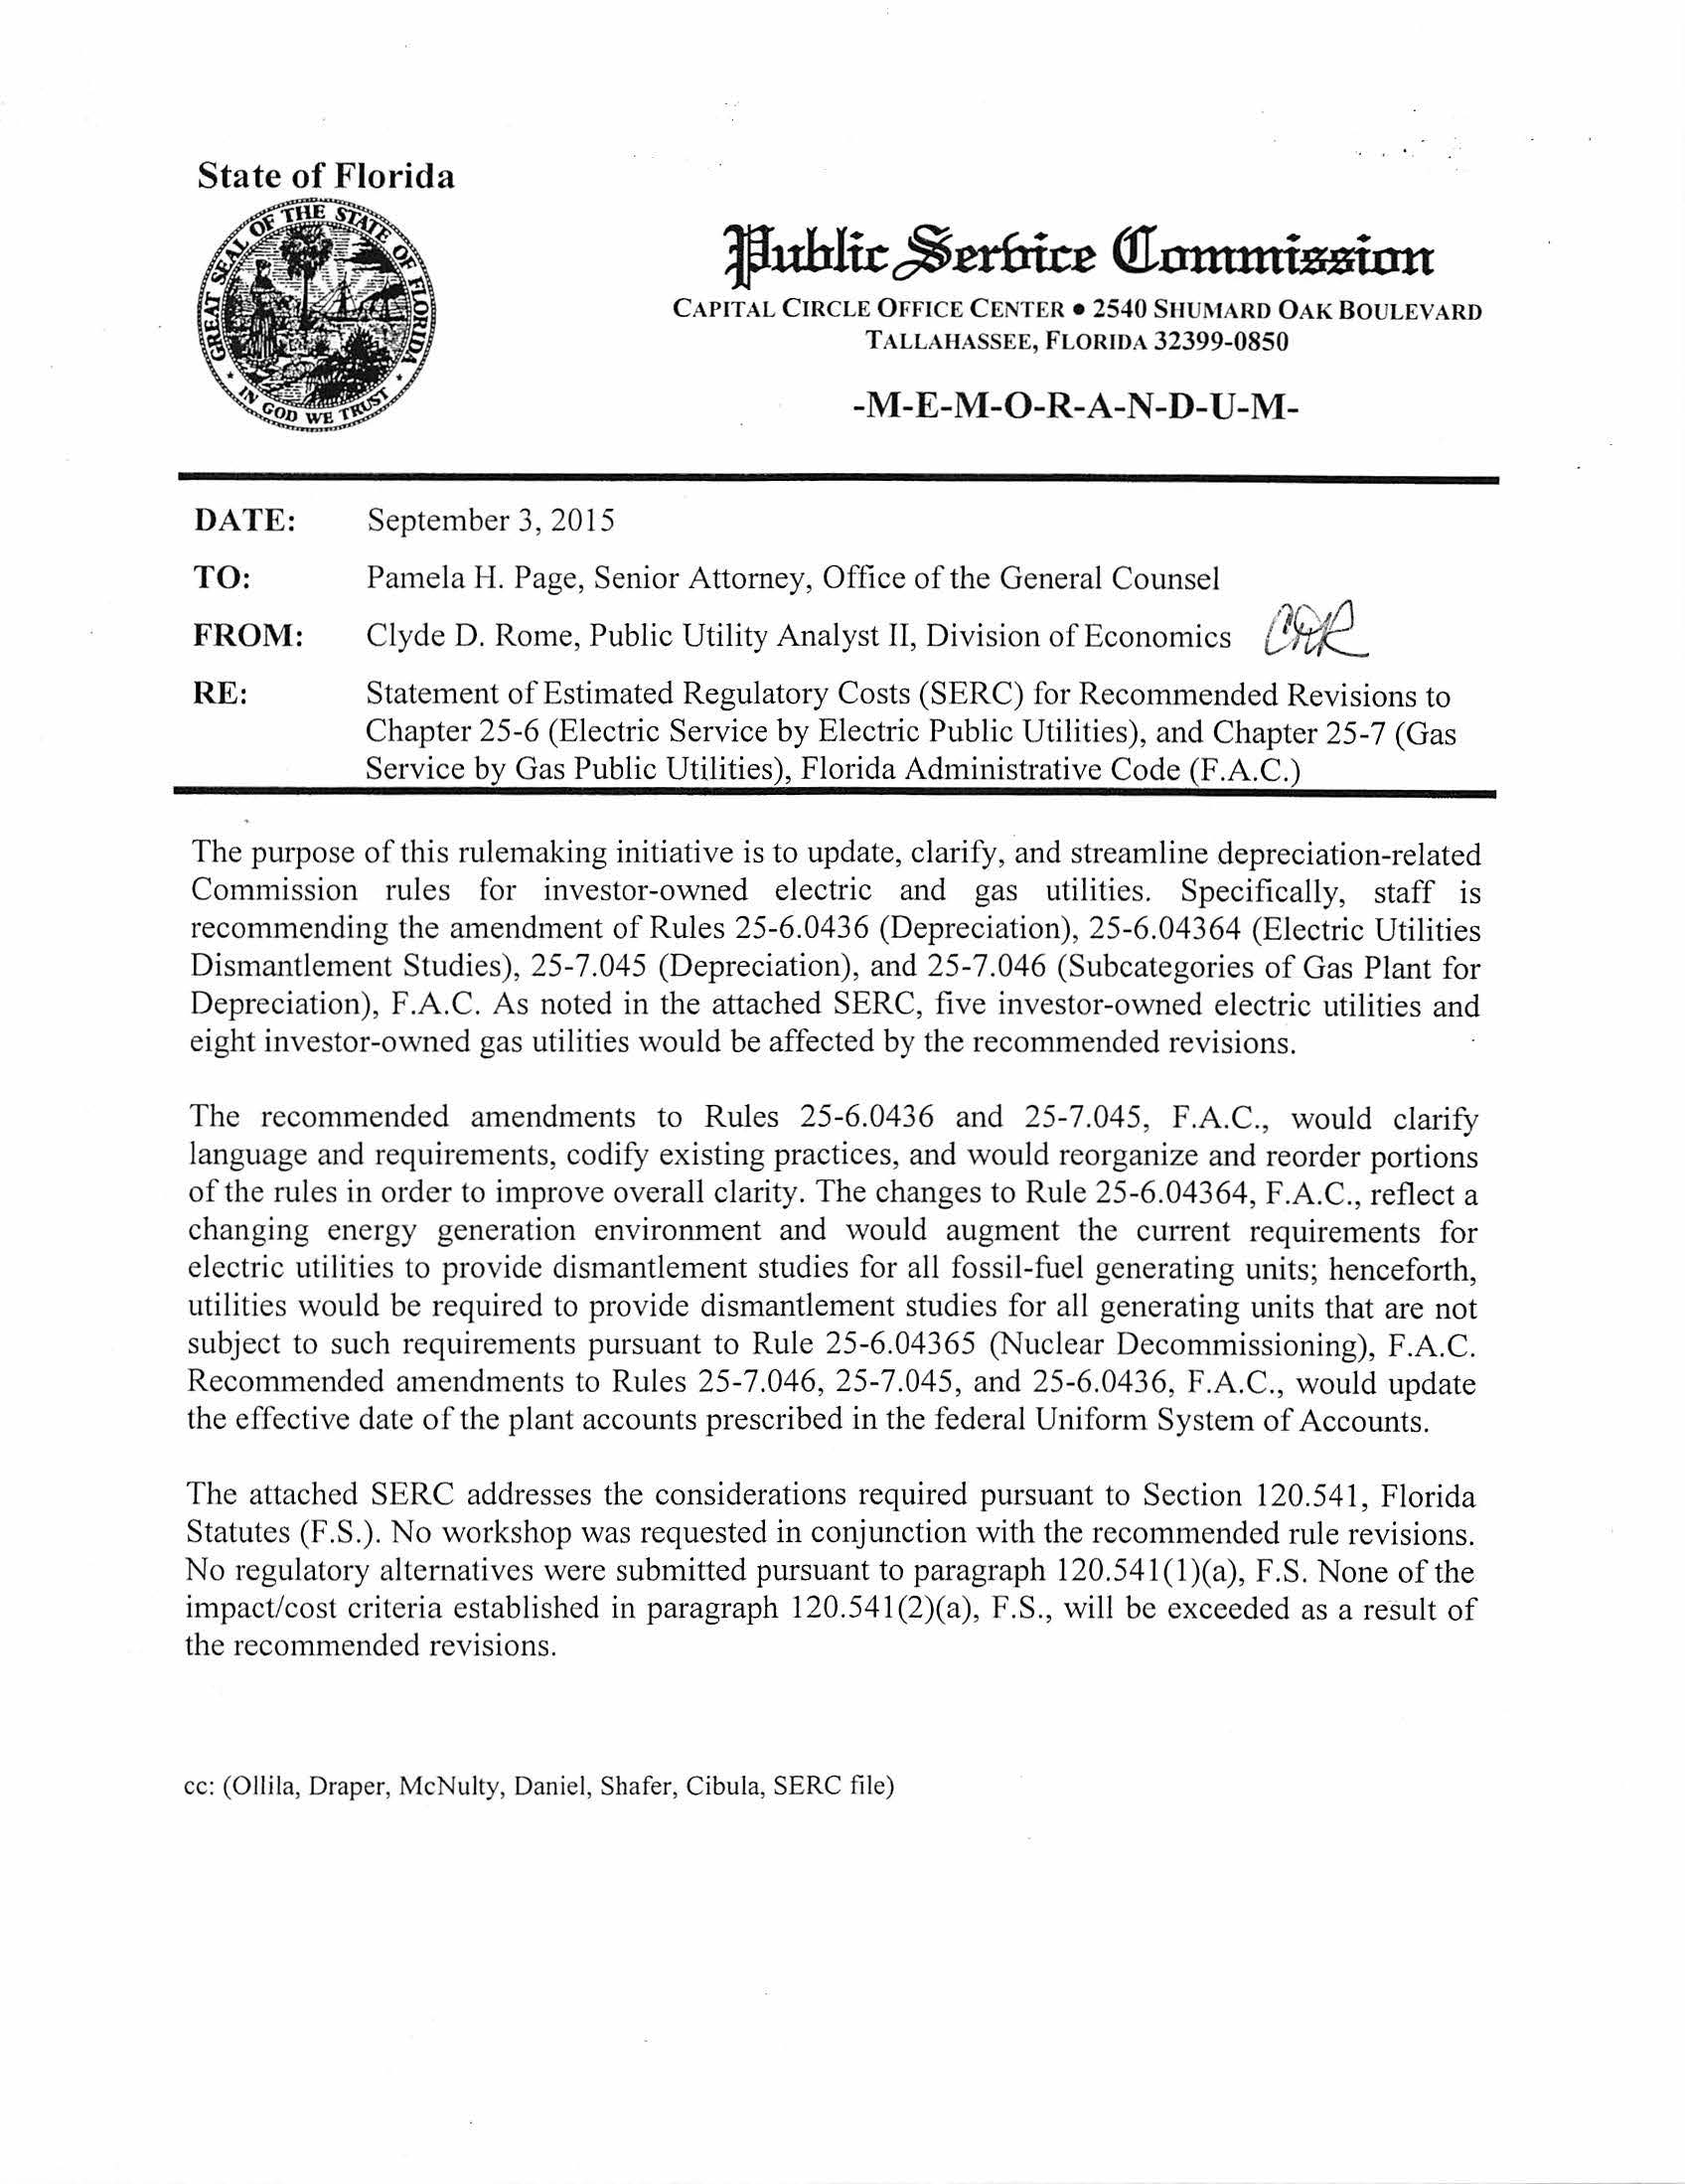 State of Florida
GREAT SEAL OF THE STATE OF FLORIDA
IN GOD WE TRUST
Public Service Commission
CAPITAL CIRCLE OFFICE CENTER ● 2540 SHUMARD OAK BOULEVARD
TALLAHASSEE, FLORIDA 32399-0850
-M-E-M-O-R-A-N-D-U-M-
DATE: September 3, 2015
TO: Pamela H. Page, Senior Attorney, Office of the General Counsel
FROM: Clyde D. Rome, Public Utility Analyst II, Division of Economics CDR
RE: Statement of Estimated Regulatory Costs (SERC) for Recommended Revisions to
Chapter 25-6 (Electric Service by Electric Public Utilities), and Chapter 25-7 (Gas
Service by Gas Public Utilities), Florida Administrative Code (F.A.C.)
The purpose of this rulemaking initiative is to update, clarify, and streamline depreciation-related
Commission rules for investor-owned electric and gas utilities. Specifically, staff is
recommending the amendment of Rules 25-6.0436 (Depreciation), 25-6.04364 (Electric Utilities
Dismantlement Studies), 25-7.045 (Depreciation), and 25-7.046 (Subcategories of Gas Plant for
Depreciation), F.A.C. As noted in the attached SERC, five investor-owned electric utilities and
eight investor-owned gas utilities would be affected by the recommended revisions.
The recommended amendments to Rules 25-6.0436 and 25-7.045, F.A.C., would clarify
language and requirements, codify existing practices, and would reorganize and reorder portions
of the rules in order to improve overall clarity. The changes to Rule 25-6.04364, F.A.C., reflect a
changing energy generation environment and would augment the current requirements for
electric utilities to provide dismantlement studies for all fossil-fuel generating units; henceforth,
utilities would be required to provide dismantlement studies for all generating units that are not
subject to such requirements pursuant to Rule 25-6.04365 (Nuclear Decommissioning), F.A.C.
Recommended amendments to Rules 25-7.046, 25-7.045, and 25-6.0436, F.A.C., would update
the effective date of the plant accounts prescribed in the federal Uniform System of Accounts.
The attached SERC addresses the considerations required pursuant to Section 120.541, Florida
Statutes (F.S.). No workshop was requested in conjunction with the recommended rule revisions.
No regulatory alternatives were submitted pursuant to paragraph 120.541(1)(a), F.S. None of the
impact/cost criteria established in paragraph 120.541(2)(a), F.S., will be exceeded as a result of
the recommended revisions.
cc: (Ollila, Draper, McNulty, Daniel, Shafer, Cibula, SERC file)